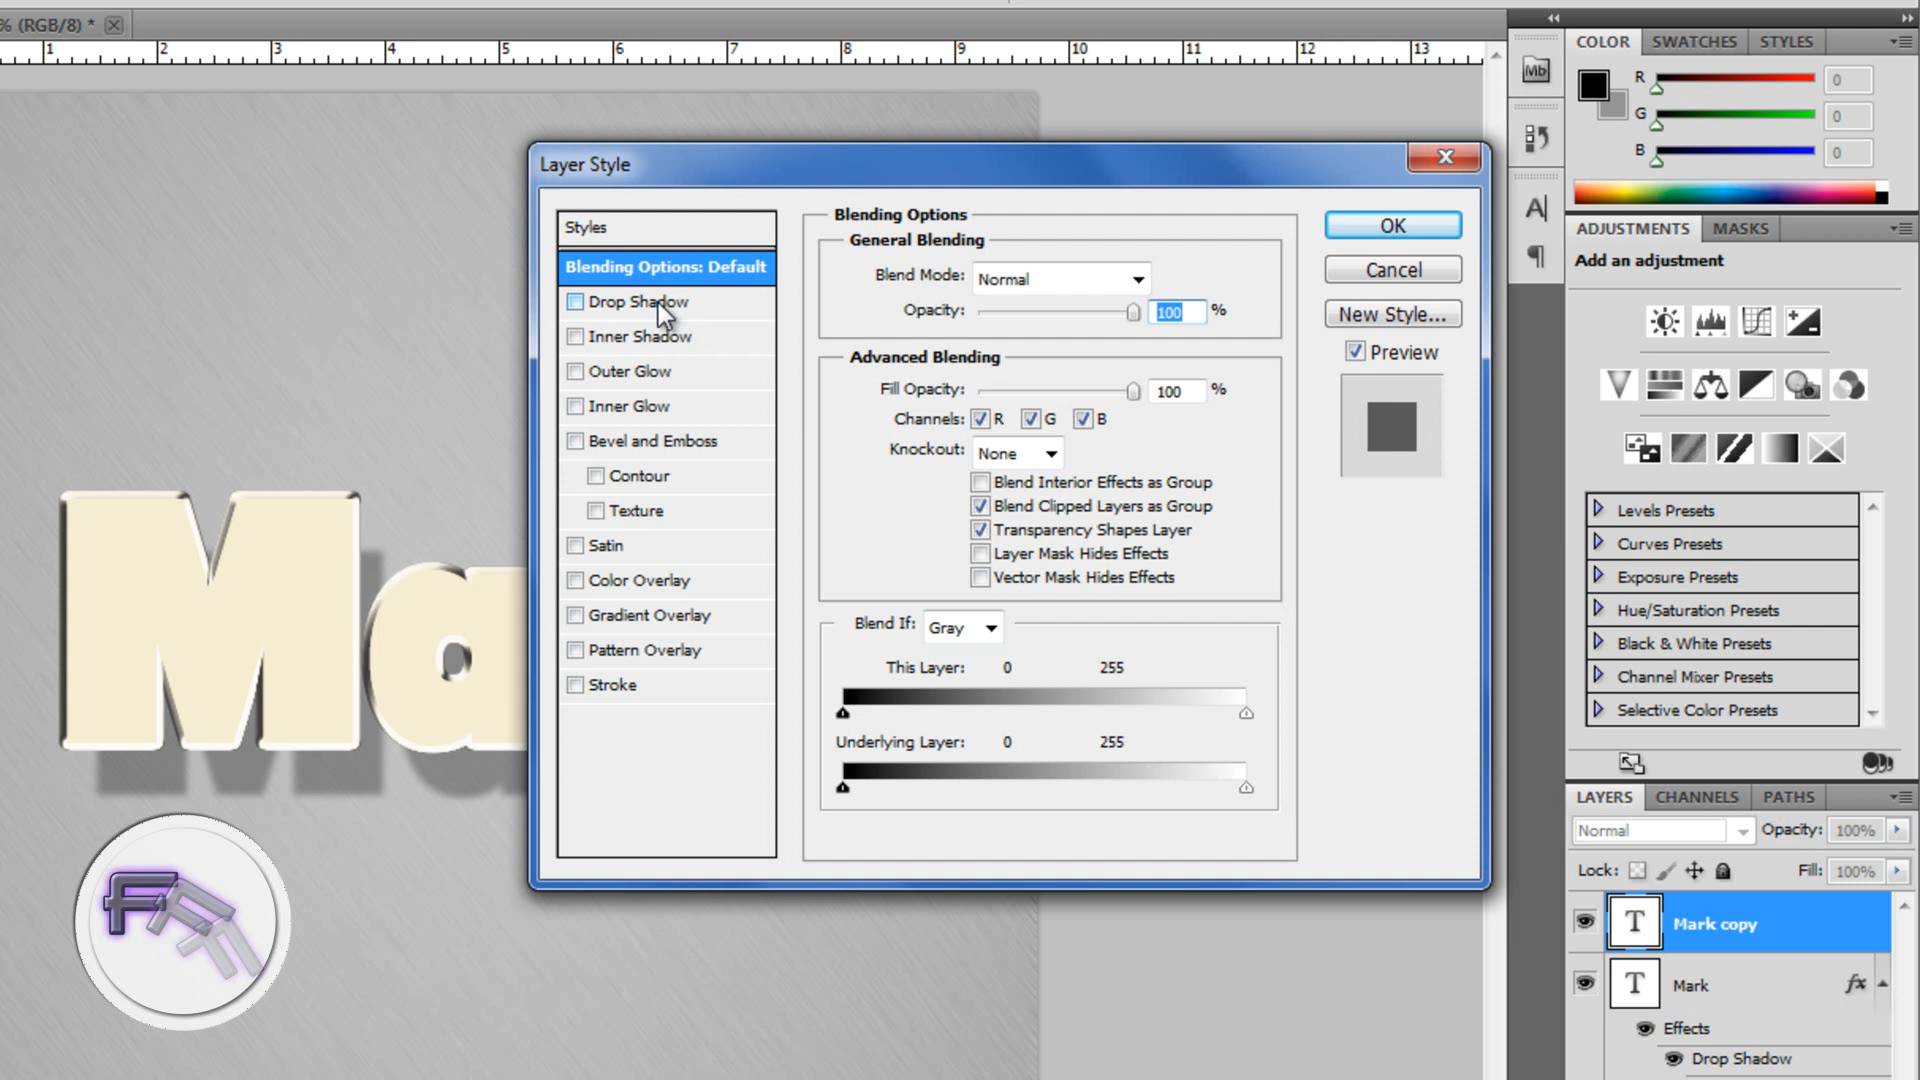 % (RGB/8) *
1 2 3 4 5 6 7 8 9 10 11 12 13
Layer Style
Styles
Blending Options: Default
Drop Shadow
Inner Shadow
Outer Glow
Inner Glow
Bevel and Emboss
Contour
Texture
Satin
Color Overlay
Gradient Overlay
Pattern Overlay
Stroke
Blending Options
General Blending
Blend Mode: Normal
Opacity: 100 %
Advanced Blending
Fill Opacity: 100 %
Channels: R G B
Knockout: None
Blend Interior Effects as Group
Blend Clipped Layers as Group
Transparency Shapes Layer
Layer Mask Hides Effects
Vector Mask Hides Effects
Blend If: Gray
This Layer: 0 255
Underlying Layer: 0 255
OK
Cancel
New Style...
Preview
Ma
Mb
A
COLOR SWATCHES STYLES
R 0
G 0
B 0
ADJUSTMENTS MASKS
Add an adjustment
Levels Presets
Curves Presets
Exposure Presets
Hue/Saturation Presets
Black & White Presets
Channel Mixer Presets
Selective Color Presets
LAYERS CHANNELS PATHS
Normal Opacity: 100%
Lock: Fill: 100%
T Mark copy
T Mark fx
Effects
Drop Shadow